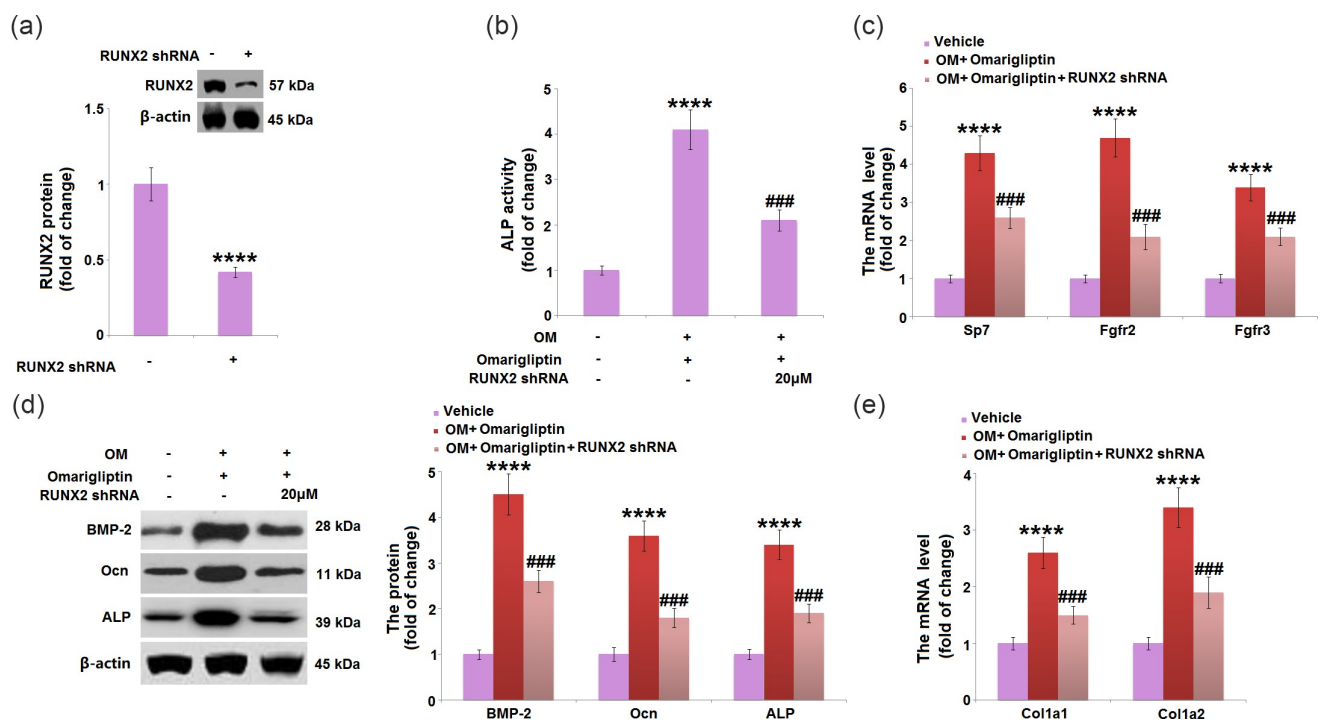 (a)
RUNX2 shRNA - +
RUNX2 57 kDa
β-actin 45 kDa
RUNX2 protein
(fold of change)
1.5
1
0.5
0
****
RUNX2 shRNA - +
(b)
ALP activity
(fold of change)
5
4
3
2
1
0
****
###
OM - + +
Omarigliptin - + +
RUNX2 shRNA - - 20μM
(c)
Vehicle
OM+ Omarigliptin
OM+ Omarigliptin + RUNX2 shRNA
The mRNA level
(fold of change)
6
5
4
3
2
1
0
**** **** ****
### ### ###
Sp7 Fgfr2 Fgfr3
(d)
OM - + +
Omarigliptin - + +
RUNX2 shRNA - - 20μM
BMP-2 28 kDa
Ocn 11 kDa
ALP 39 kDa
β-actin 45 kDa
Vehicle
OM+ Omarigliptin
OM+ Omarigliptin + RUNX2 shRNA
The protein
(fold of change)
5
4
3
2
1
0
**** **** ****
### ### ###
BMP-2 Ocn ALP
(e)
Vehicle
OM+ Omarigliptin
OM+ Omarigliptin + RUNX2 shRNA
The mRNA level
(fold of change)
4
3
2
1
0
**** ****
### ###
Col1a1 Col1a2